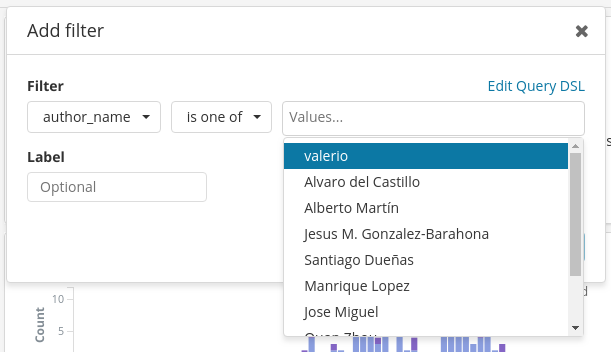 Add filter
Filter
Edit Query DSL
author_name
is one of
Values...
valerio
Alvaro del Castillo
Alberto Martín
Jesus M. Gonzalez-Barahona
Santiago Dueñas
Manrique Lopez
Jose Miguel
Label
Optional
s
d
Count
10
5